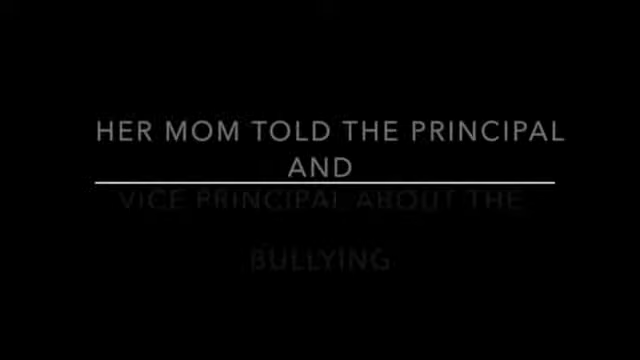 HER MOM TOLD THE PRINCIPAL
AND
VICE PRINCIPAL ABOUT THE
BULLYING